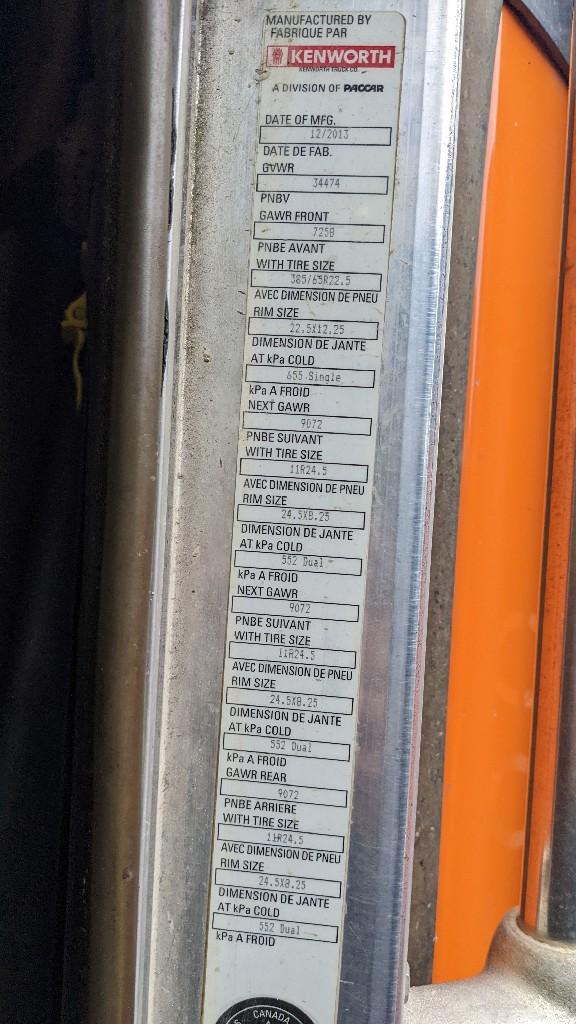 MANUFACTURED BY
FABRIQUE PAR
KENWORTH
KENWORTH TRUCK CO.
A DIVISION OF PACCAR
DATE OF MFG.
12/2013
DATE DE FAB.
GVWR
34474
PNBV
GAWR FRONT
7258
PNBE AVANT
WITH TIRE SIZE
385/65R22.5
AVEC DIMENSION DE PNEU
RIM SIZE
22.5X12.25
DIMENSION DE JANTE
AT kPa COLD
655 Single
kPa A FROID
NEXT GAWR
9072
PNBE SUIVANT
WITH TIRE SIZE
11R24.5
AVEC DIMENSION DE PNEU
RIM SIZE
24.5X8.25
DIMENSION DE JANTE
AT kPa COLD
552 Dual
kPa A FROID
NEXT GAWR
9072
PNBE SUIVANT
WITH TIRE SIZE
11R24.5
AVEC DIMENSION DE PNEU
RIM SIZE
24.5X8.25
DIMENSION DE JANTE
AT kPa COLD
552 Dual
kPa A FROID
GAWR REAR
9072
PNBE ARRIERE
WITH TIRE SIZE
11R24.5
AVEC DIMENSION DE PNEU
RIM SIZE
24.5X8.25
DIMENSION DE JANTE
AT kPa COLD
552 Dual
kPa A FROID
CANADA